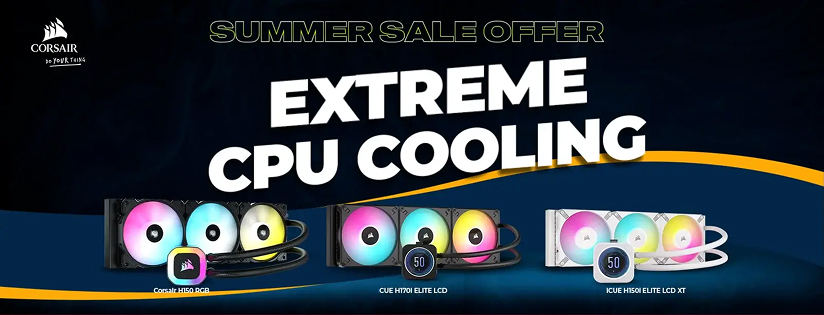 SUMMER SALE OFFER
CORSAIR
DO YOUR THING
EXTREME
CPU COOLING
50
50
Corsair H150 RGB
CUE H170I ELITE LCD
ICUE H150I ELITE LCD XT